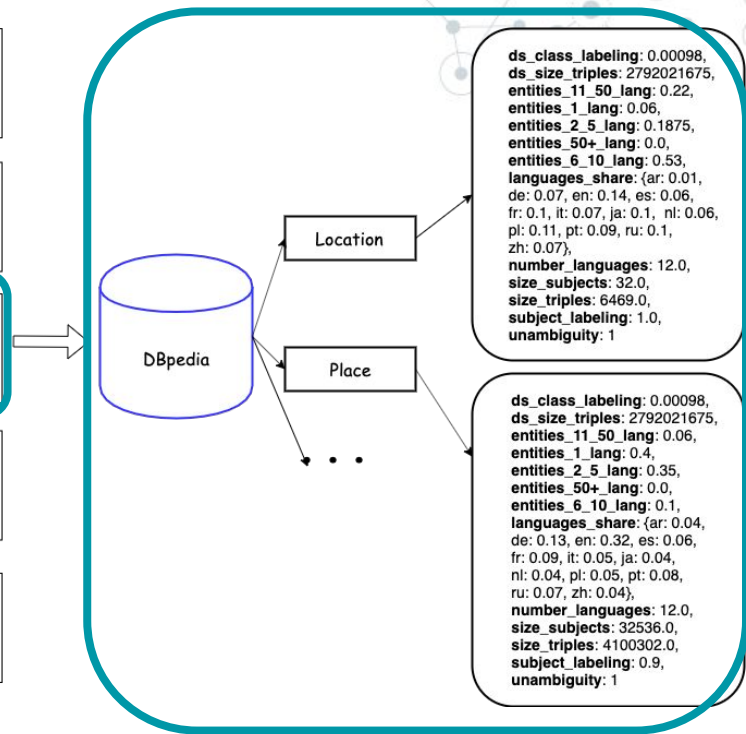 DBpedia
Location
Place
. . .
ds_class_labeling: 0.00098,
ds_size_triples: 2792021675,
entities_11_50_lang: 0.22,
entities_1_lang: 0.06,
entities_2_5_lang: 0.1875,
entities_50+_lang: 0.0,
entities_6_10_lang: 0.53,
languages_share: {ar: 0.01,
de: 0.07, en: 0.14, es: 0.06,
fr: 0.1, it: 0.07, ja: 0.1, nl: 0.06,
pl: 0.11, pt: 0.09, ru: 0.1,
zh: 0.07},
number_languages: 12.0,
size_subjects: 32.0,
size_triples: 6469.0,
subject_labeling: 1.0,
unambiguity: 1
ds_class_labeling: 0.00098,
ds_size_triples: 2792021675,
entities_11_50_lang: 0.06,
entities_1_lang: 0.4,
entities_2_5_lang: 0.35,
entities_50+_lang: 0.0,
entities_6_10_lang: 0.1,
languages_share: {ar: 0.04,
de: 0.13, en: 0.32, es: 0.06,
fr: 0.09, it: 0.05, ja: 0.04,
nl: 0.04, pl: 0.05, pt: 0.08,
ru: 0.07, zh: 0.04},
number_languages: 12.0,
size_subjects: 32536.0,
size_triples: 4100302.0,
subject_labeling: 0.9,
unambiguity: 1